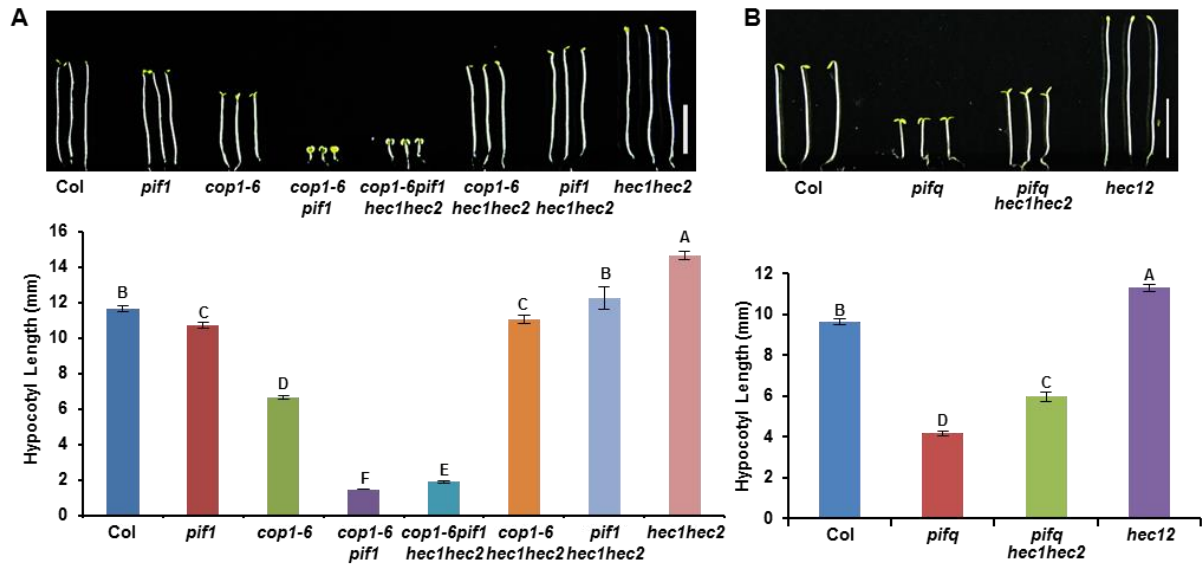 A
Col
pif1
cop1-6
cop1-6
pif1
cop1-6pif1
hec1hec2
cop1-6
hec1hec2
pif1
hec1hec2
hec1hec2
Hypocotyl Length (mm)
16
14
12
10
8
6
4
2
0
B
C
D
F
E
C
B
A
Col
pif1
cop1-6
cop1-6
pif1
cop1-6pif1
hec1hec2
cop1-6
hec1hec2
pif1
hec1hec2
hec1hec2
B
Col
pifq
pifq
hec1hec2
hec12
Hypocotyl Length (mm)
12
10
8
6
4
2
0
B
D
C
A
Col
pifq
pifq
hec1hec2
hec12